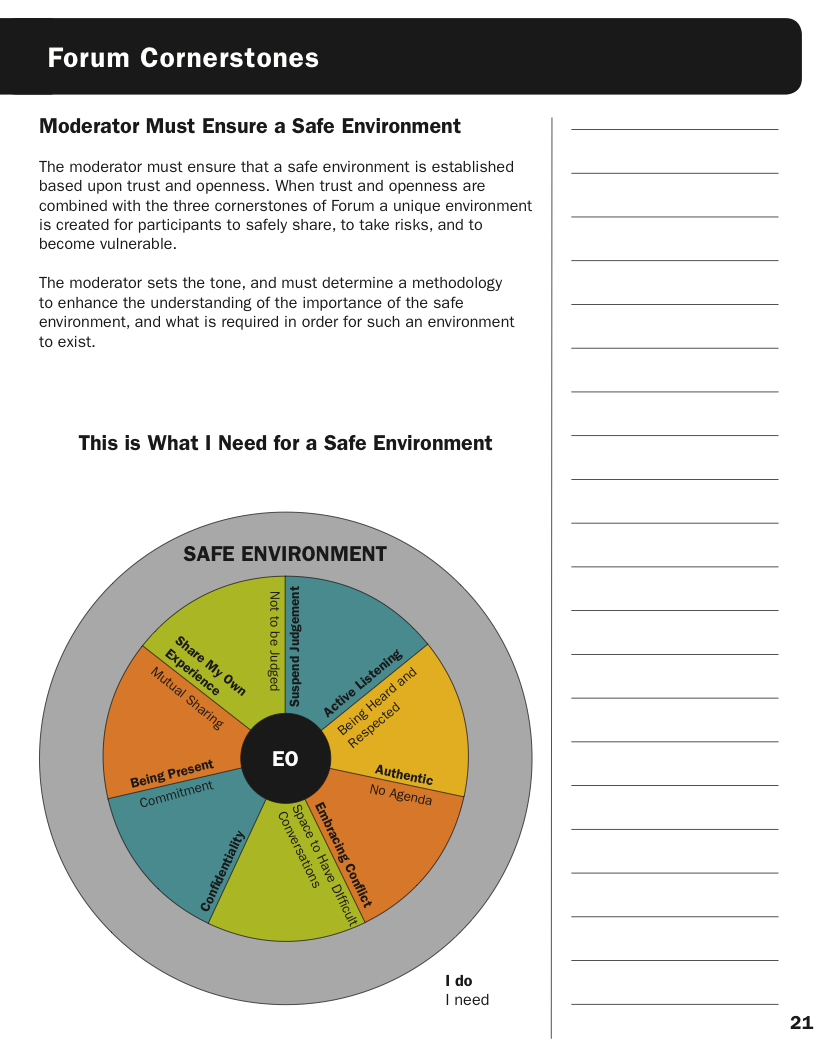 Forum Cornerstones
Moderator Must Ensure a Safe Environment
The moderator must ensure that a safe environment is established
based upon trust and openness. When trust and openness are
combined with the three cornerstones of Forum a unique environment
is created for participants to safely share, to take risks, and to
become vulnerable.
The moderator sets the tone, and must determine a methodology
to enhance the understanding of the importance of the safe
environment, and what is required in order for such an environment
to exist.
This is What I Need for a Safe Environment
SAFE ENVIRONMENT
Not to be Judged
Suspend Judgement
Active Listening
Being Heard and
Respected
Authentic
No Agenda
Embracing Conflict
Space to Have Difficult
Conversations
Confidentiality
Commitment
Being Present
Mutual Sharing
Share My Own
Experience
EO
I do
I need
21